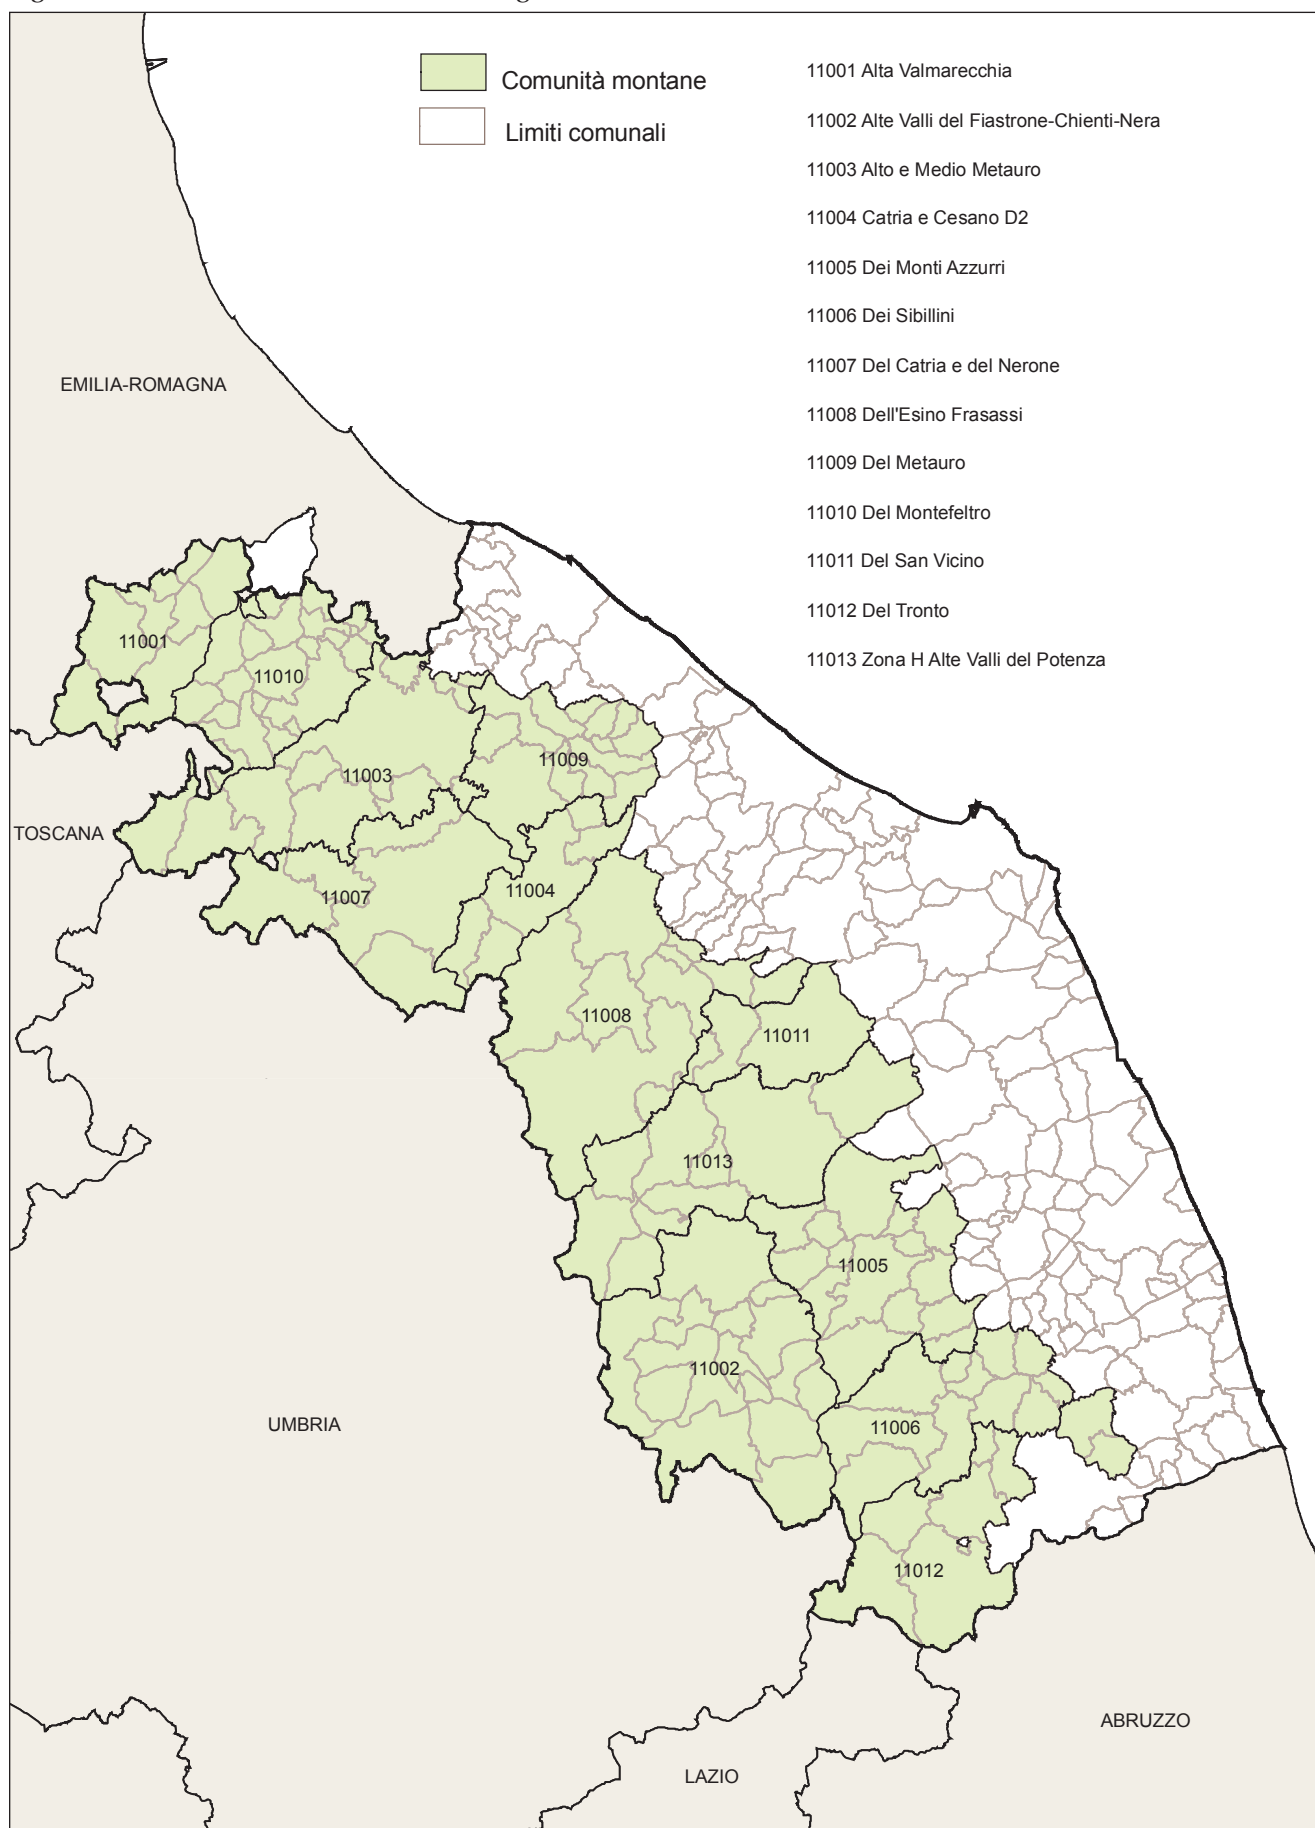 Comunità montane
Limiti comunali
11001 Alta Valmarecchia
11002 Alte Valli del Fiastrone-Chienti-Nera
11003 Alto e Medio Metauro
11004 Catria e Cesano D2
11005 Dei Monti Azzurri
11006 Dei Sibillini
11007 Del Catria e del Nerone
11008 Dell'Esino Frasassi
11009 Del Metauro
11010 Del Montefeltro
11011 Del San Vicino
11012 Del Tronto
11013 Zona H Alte Valli del Potenza
EMILIA-ROMAGNA
11001
11010
11009
11003
TOSCANA
11004
11007
11008
11011
11013
11005
11002
11006
UMBRIA
11012
ABRUZZO
LAZIO